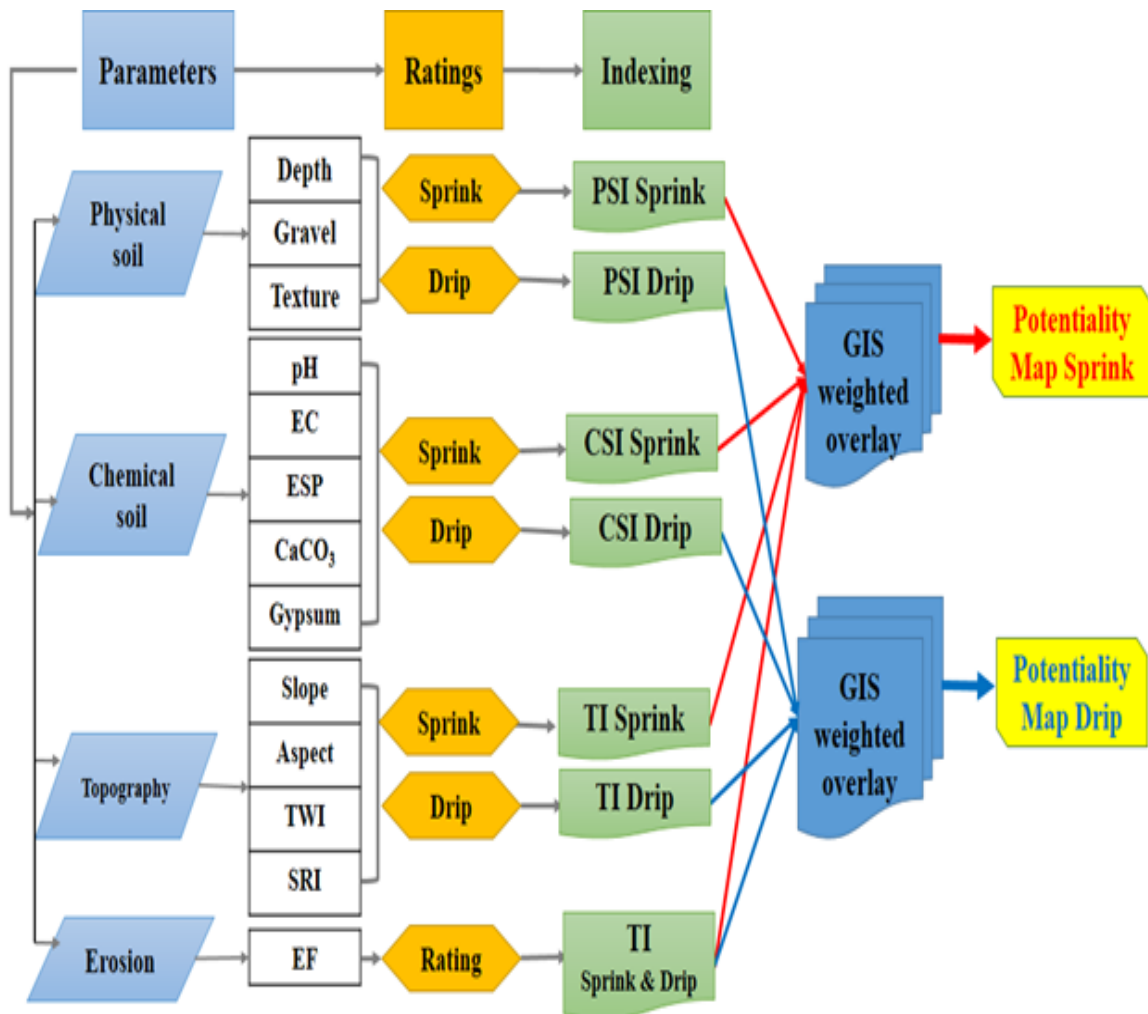 Parameters
Ratings
Indexing
Physical
soil
Depth
Gravel
Texture
Sprink
Drip
PSI Sprink
PSI Drip
Chemical
soil
pH
EC
ESP
CaCO₃
Gypsum
Sprink
Drip
CSI Sprink
CSI Drip
Topography
Slope
Aspect
TWI
SRI
Sprink
Drip
TI Sprink
TI Drip
Erosion
EF
Rating
TI
Sprink & Drip
GIS
weighted
overlay
Potentiality
Map Sprink
GIS
weighted
overlay
Potentiality
Map Drip